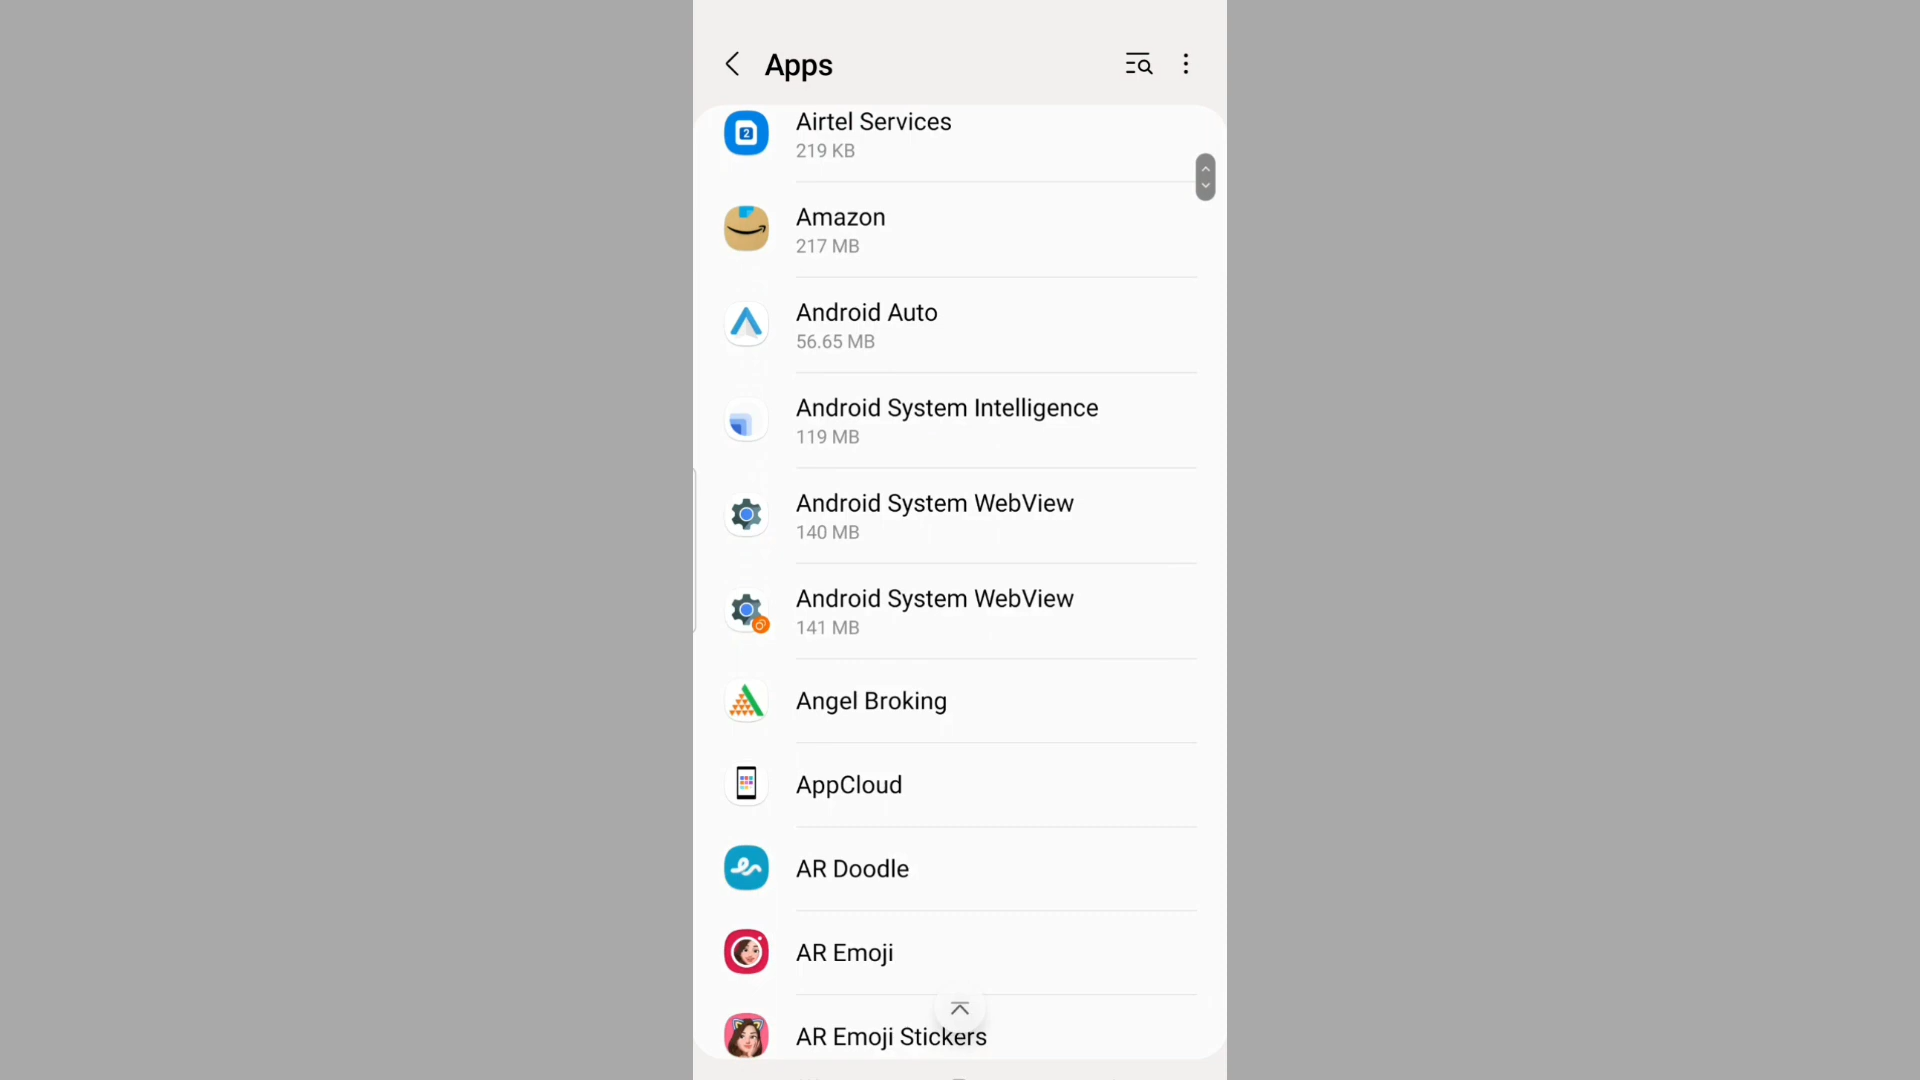 Apps
Airtel Services
219 KB
Amazon
217 MB
Android Auto
56.65 MB
Android System Intelligence
119 MB
Android System WebView
140 MB
Android System WebView
141 MB
Angel Broking
AppCloud
AR Doodle
AR Emoji
AR Emoji Stickers